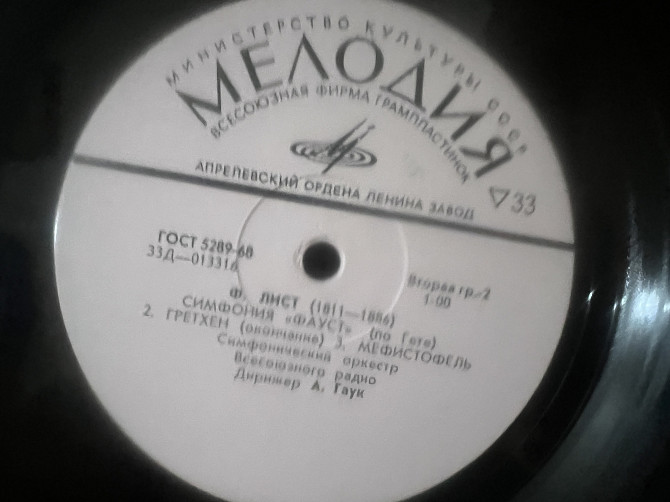 МИНИСТЕРСТВО КУЛЬТУРЫ СССР
МЕЛОДИЯ
ВСЕСОЮЗНАЯ ФИРМА ГРАМПЛАСТИНОК
АПРЕЛЕВСКИЙ ОРДЕНА ЛЕНИНА ЗАВОД
33
ГОСТ 5289-68
33Д—013316
Вторая гр-2
1-00
Ф. ЛИСТ (1811—1886)
СИМФОНИЯ «ФАУСТ» (по Гете)
2. ГРЕТХЕН (окончание) 3. МЕФИСТОФЕЛЬ
Симфонический оркестр
Всесоюзного радио
Дирижер А. Гаук